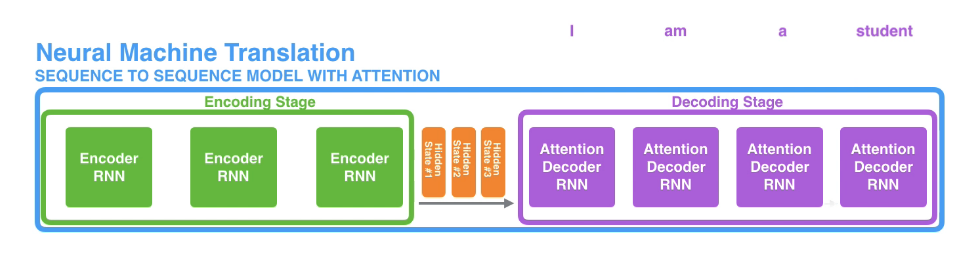 I am a student
Neural Machine Translation
SEQUENCE TO SEQUENCE MODEL WITH ATTENTION
Encoding Stage
Encoder
RNN
Encoder
RNN
Encoder
RNN
Hidden
State #1
Hidden
State #2
Hidden
State #3
Decoding Stage
Attention
Decoder
RNN
Attention
Decoder
RNN
Attention
Decoder
RNN
Attention
Decoder
RNN